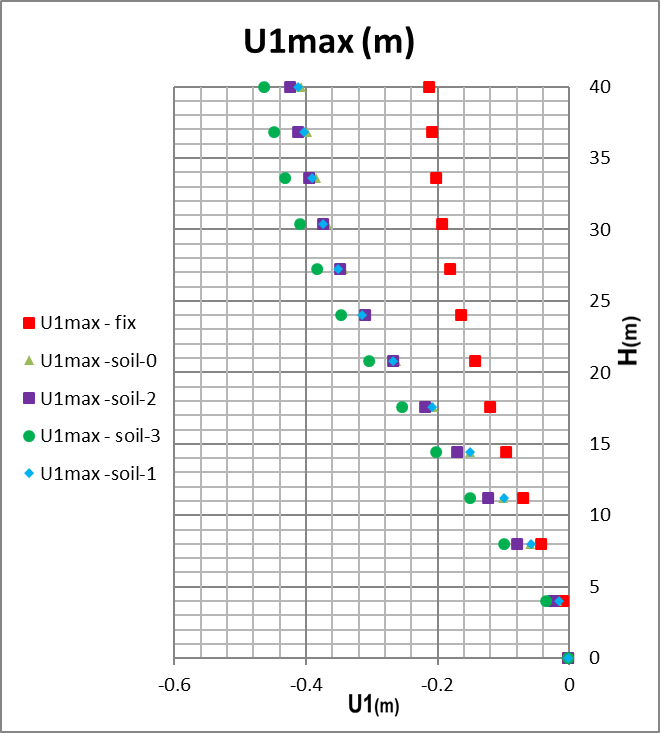 U1max (m)
U1max - fix
U1max -soil-0
U1max -soil-2
U1max - soil-3
U1max -soil-1
40
35
30
25
20
15
10
5
0
H(m)
-0.6
-0.4
-0.2
0
U1(m)